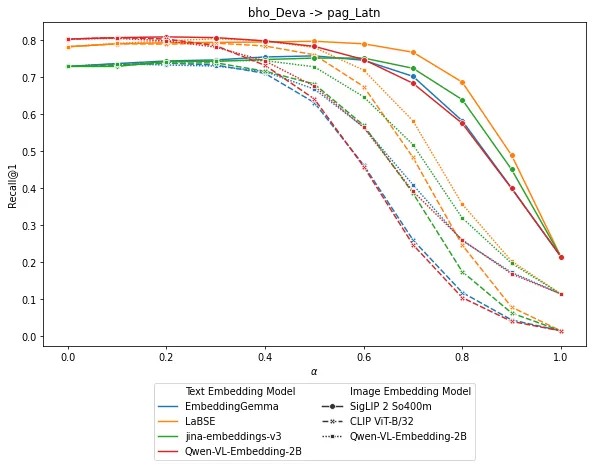 bho_Deva -> pag_Latn
Recall@1
0.8
0.7
0.6
0.5
0.4
0.3
0.2
0.1
0.0
0.0 0.2 0.4 0.6 0.8 1.0
α
Text Embedding Model Image Embedding Model
EmbeddingGemma SigLIP 2 So400m
LaBSE CLIP ViT-B/32
jina-embeddings-v3 Qwen-VL-Embedding-2B
Qwen-VL-Embedding-2B